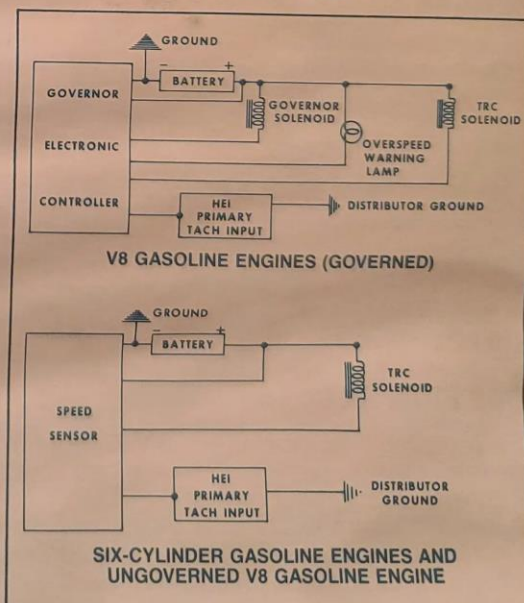 GROUND
- BATTERY +
GOVERNOR
ELECTRONIC
CONTROLLER
GOVERNOR
SOLENOID
TRC
SOLENOID
OVERSPEED
WARNING
LAMP
HEI
PRIMARY
TACH INPUT
DISTRIBUTOR GROUND
V8 GASOLINE ENGINES (GOVERNED)
GROUND
- BATTERY +
SPEED
SENSOR
TRC
SOLENOID
HEI
PRIMARY
TACH INPUT
DISTRIBUTOR
GROUND
SIX-CYLINDER GASOLINE ENGINES AND
UNGOVERNED V8 GASOLINE ENGINE